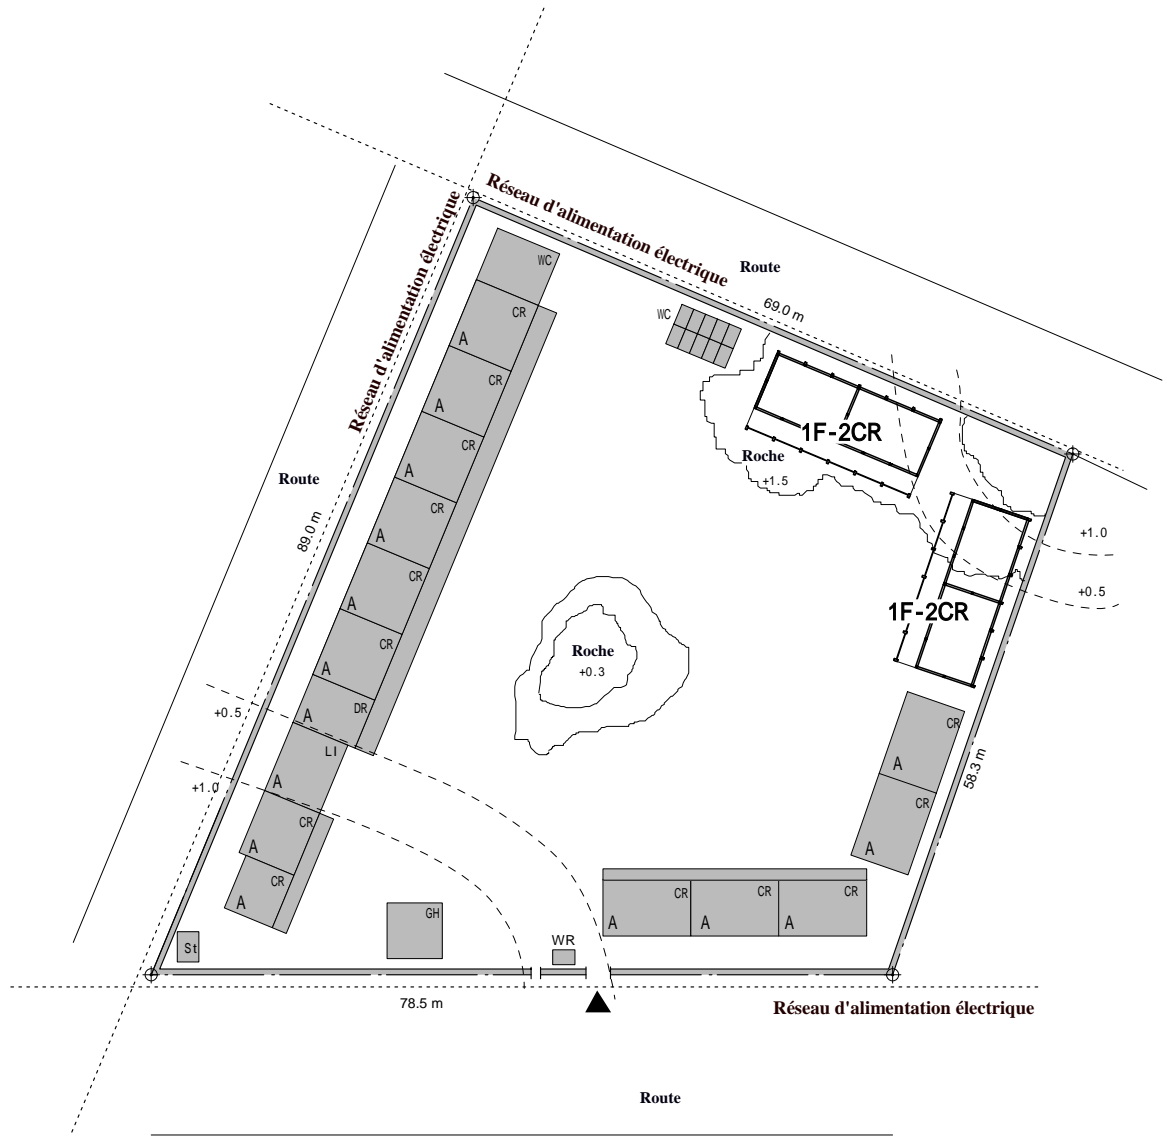 Réseau d'alimentation électrique
Réseau d'alimentation électrique
Route
WC
69.0 m
WC
CR
A
CR
A
CR
A
CR
A
CR
A
CR
A
DR
A
LI
A
CR
A
CR
A
1F-2CR
Roche
+1.5
Route
89.0 m
+1.0
+0.5
1F-2CR
Roche
+0.3
+0.5
+1.0
CR
A
58.3 m
CR
A
CR
A
CR
A
CR
A
GH
WR
St
78.5 m
Réseau d'alimentation électrique
Route